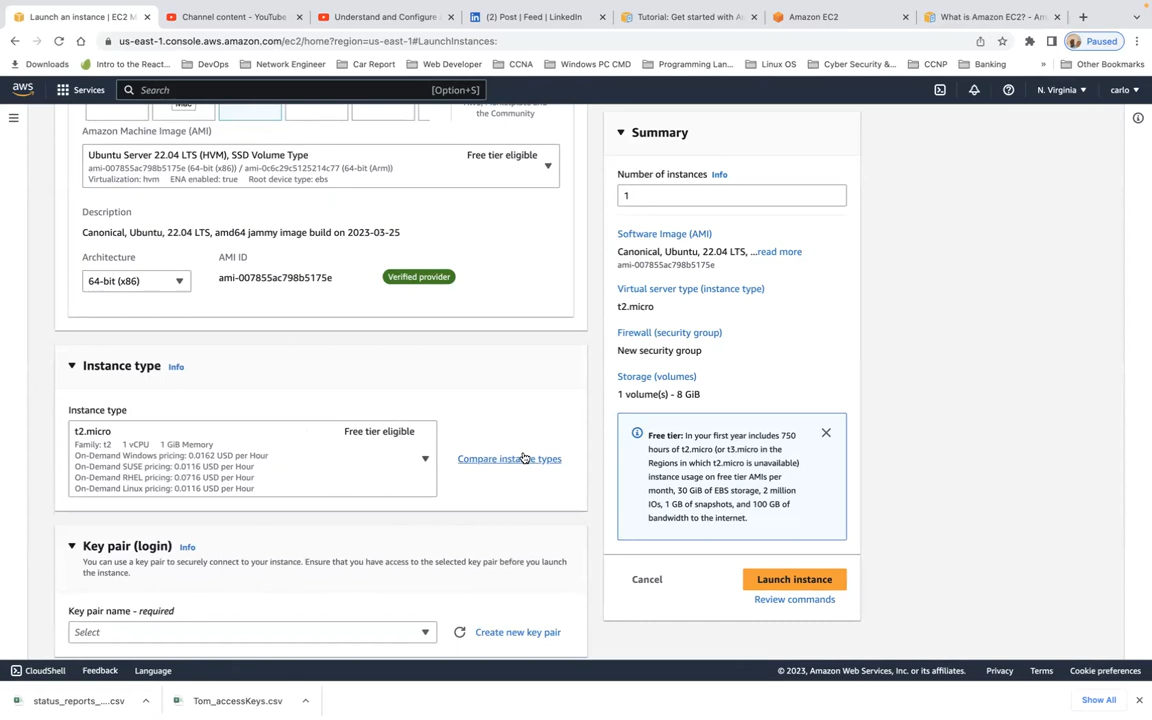 Launch an instance | EC2 M
Channel content - YouTube
Understand and Configure
(2) Post | Feed | LinkedIn
Tutorial: Get started with A
Amazon EC2
What is Amazon EC2? - Am
us-east-1.console.aws.amazon.com/ec2/home?region=us-east-1#LaunchInstances:
Paused
Downloads
Intro to the React...
DevOps
Network Engineer
Car Report
Web Developer
CCNA
Windows PC CMD
Programming Lan...
Linux OS
Cyber Security &...
CCNP
Banking
»
Other Bookmarks
aws
Services
Search
[Option+S]
N. Virginia
carlo
Mac
the Community
Amazon Machine Image (AMI)
Ubuntu Server 22.04 LTS (HVM), SSD Volume Type
Free tier eligible
ami-007855ac798b5175e (64-bit (x86)) / ami-0c6c29c5125214c77 (64-bit (Arm))
Virtualization: hvm ENA enabled: true Root device type: ebs
Description
Canonical, Ubuntu, 22.04 LTS, amd64 jammy image build on 2023-03-25
Architecture
AMI ID
64-bit (x86)
ami-007855ac798b5175e
Verified provider
Instance type Info
Instance type
t2.micro
Free tier eligible
Family: t2 1 vCPU 1 GiB Memory
On-Demand Windows pricing: 0.0162 USD per Hour
On-Demand SUSE pricing: 0.0116 USD per Hour
On-Demand RHEL pricing: 0.0716 USD per Hour
On-Demand Linux pricing: 0.0116 USD per Hour
Compare instance types
Key pair (login) Info
You can use a key pair to securely connect to your instance. Ensure that you have access to the selected key pair before you launch
the instance.
Key pair name - required
Select
Create new key pair
Summary
Number of instances Info
1
Software Image (AMI)
Canonical, Ubuntu, 22.04 LTS, ...read more
ami-007855ac798b5175e
Virtual server type (instance type)
t2.micro
Firewall (security group)
New security group
Storage (volumes)
1 volume(s) - 8 GiB
Free tier: In your first year includes 750
hours of t2.micro (or t3.micro in the
Regions in which t2.micro is unavailable)
instance usage on free tier AMIs per
month, 30 GiB of EBS storage, 2 million
IOs, 1 GB of snapshots, and 100 GB of
bandwidth to the internet.
Cancel
Launch instance
Review commands
CloudShell
Feedback
Language
© 2023, Amazon Web Services, Inc. or its affiliates.
Privacy
Terms
Cookie preferences
status_reports_....csv
Tom_accessKeys.csv
Show All